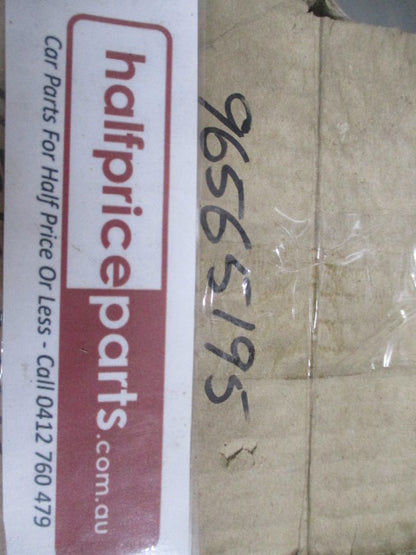 96565195
halfpriceparts.com.au
Car Parts For Half Price Or Less - Call 0412 760 479